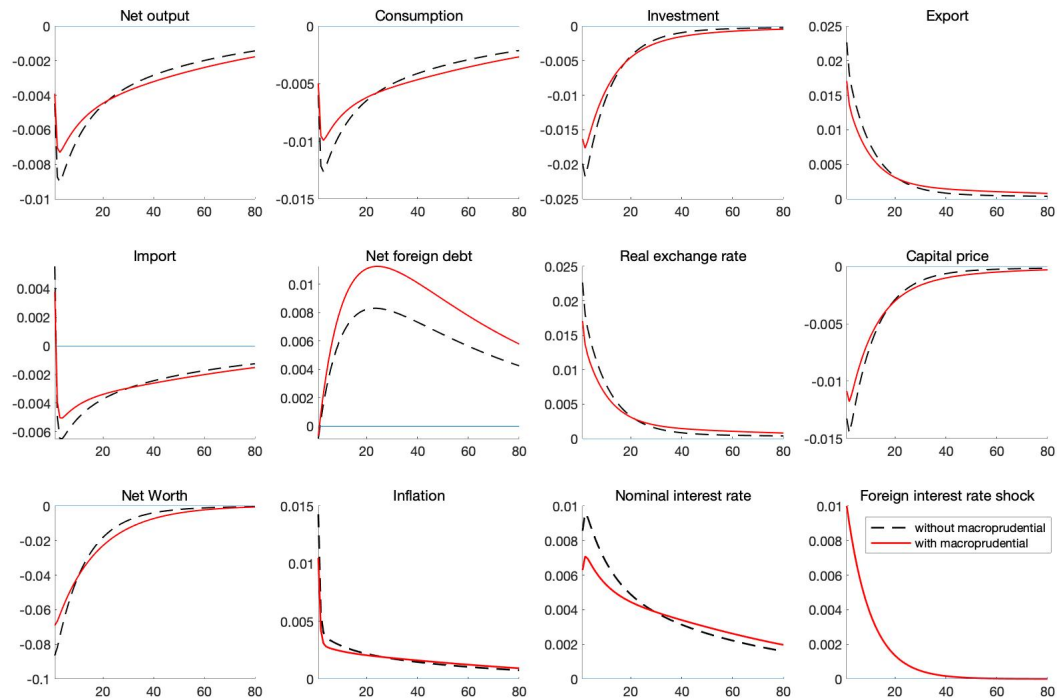 Net output
0
-0.002
-0.004
-0.006
-0.008
-0.01
20 40 60 80
Consumption
0
-0.005
-0.01
-0.015
20 40 60 80
Investment
0
-0.005
-0.01
-0.015
-0.02
-0.025
20 40 60 80
Export
0.025
0.02
0.015
0.01
0.005
0
20 40 60 80
Import
0.004
0.002
0
-0.002
-0.004
-0.006
20 40 60 80
Net foreign debt
0.01
0.008
0.006
0.004
0.002
0
20 40 60 80
Real exchange rate
0.025
0.02
0.015
0.01
0.005
0
20 40 60 80
Capital price
0
-0.005
-0.01
-0.015
20 40 60 80
Net Worth
0
-0.02
-0.04
-0.06
-0.08
-0.1
20 40 60 80
Inflation
0.015
0.01
0.005
0
20 40 60 80
Nominal interest rate
0.01
0.008
0.006
0.004
0.002
0
20 40 60 80
Foreign interest rate shock
0.01
0.008
0.006
0.004
0.002
0
20 40 60 80
without macroprudential
with macroprudential